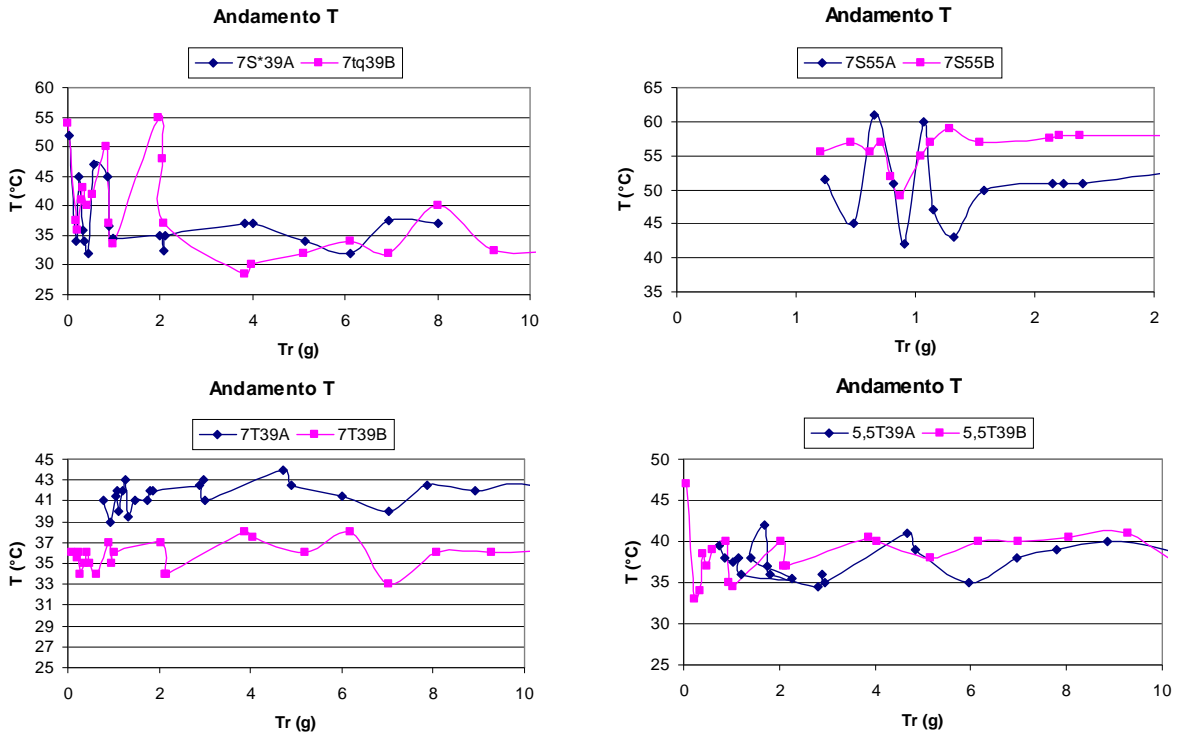 Andamento T
7S*39A 7tq39B
60
55
50
45
40
35
30
25
T (°C)
0 2 4 6 8 10
Tr (g)
Andamento T
7S55A 7S55B
65
60
55
50
45
40
35
T (°C)
0 1 1 2 2
Tr (g)
Andamento T
7T39A 7T39B
45
43
41
39
37
35
33
31
29
27
25
T (°C)
0 2 4 6 8 10
Tr (g)
Andamento T
5,5T39A 5,5T39B
50
45
40
35
30
25
T (°C)
0 2 4 6 8 10
Tr (g)